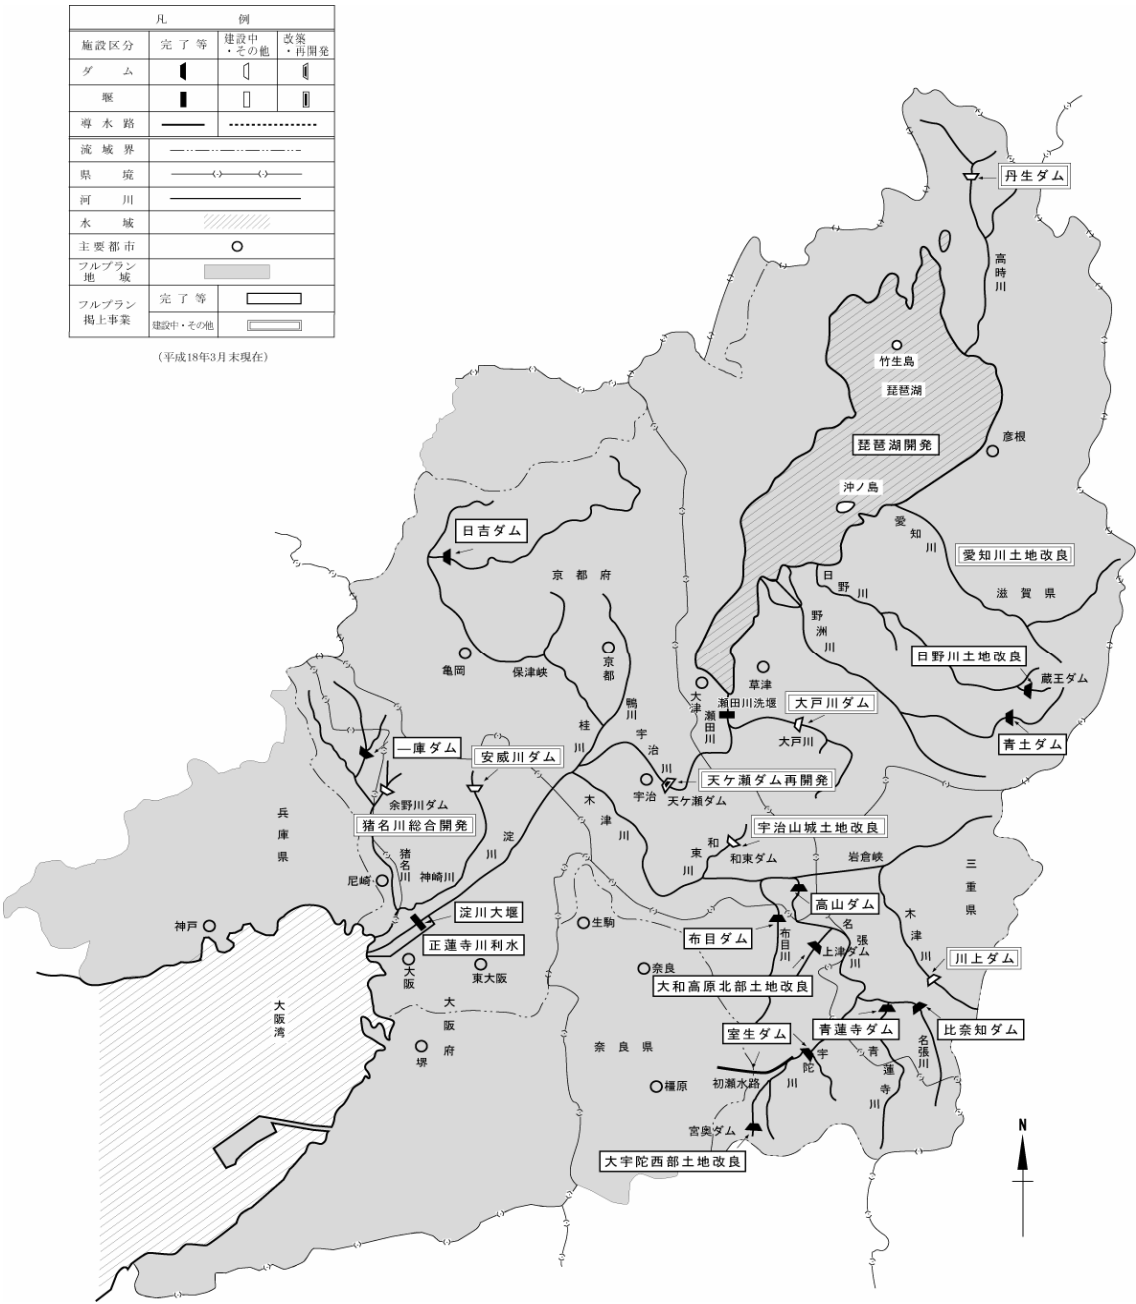 凡 例
施設区分
完 了 等
建設中
・その他
改築
・再開発
ダ ム
堰
導 水 路
流 域 界
県 境
河 川
水 域
主 要 都 市
フルプラン
地 域
フルプラン
掲上事業
完 了 等
建設中・その他
(平成18年3月末現在)
丹生ダム
高時川
竹生島
琵琶湖
琵琶湖開発
彦根
沖ノ島
愛知川
愛知川土地改良
滋 賀 県
日野川
野洲川
日野川土地改良
蔵王ダム
青土ダム
日吉ダム
京 都 府
亀岡
保津峡
京都
鴨川
桂川
宇治川
大津
草津
瀬田川洗堰
瀬田川
大戸川ダム
大戸川
一庫ダム
安威川ダム
天ケ瀬ダム再開発
宇治
天ケ瀬ダム
余野川ダム
猪名川総合開発
兵庫県
猪名川
神崎川
淀川
木津川
宇治山城土地改良
和東川
和東ダム
岩倉峡
三重県
尼崎
神戸
淀川大堰
正蓮寺川利水
大阪
東大阪
生駒
高山ダム
布目ダム
布目川
名張川
上津ダム
木津川
川上ダム
奈良
大和高原北部土地改良
大阪湾
大阪府
堺
奈 良 県
室生ダム
青蓮寺ダム
比奈知ダム
名張川
青蓮寺川
宇陀川
初瀬水路
橿原
宮奥ダム
大宇陀西部土地改良
N